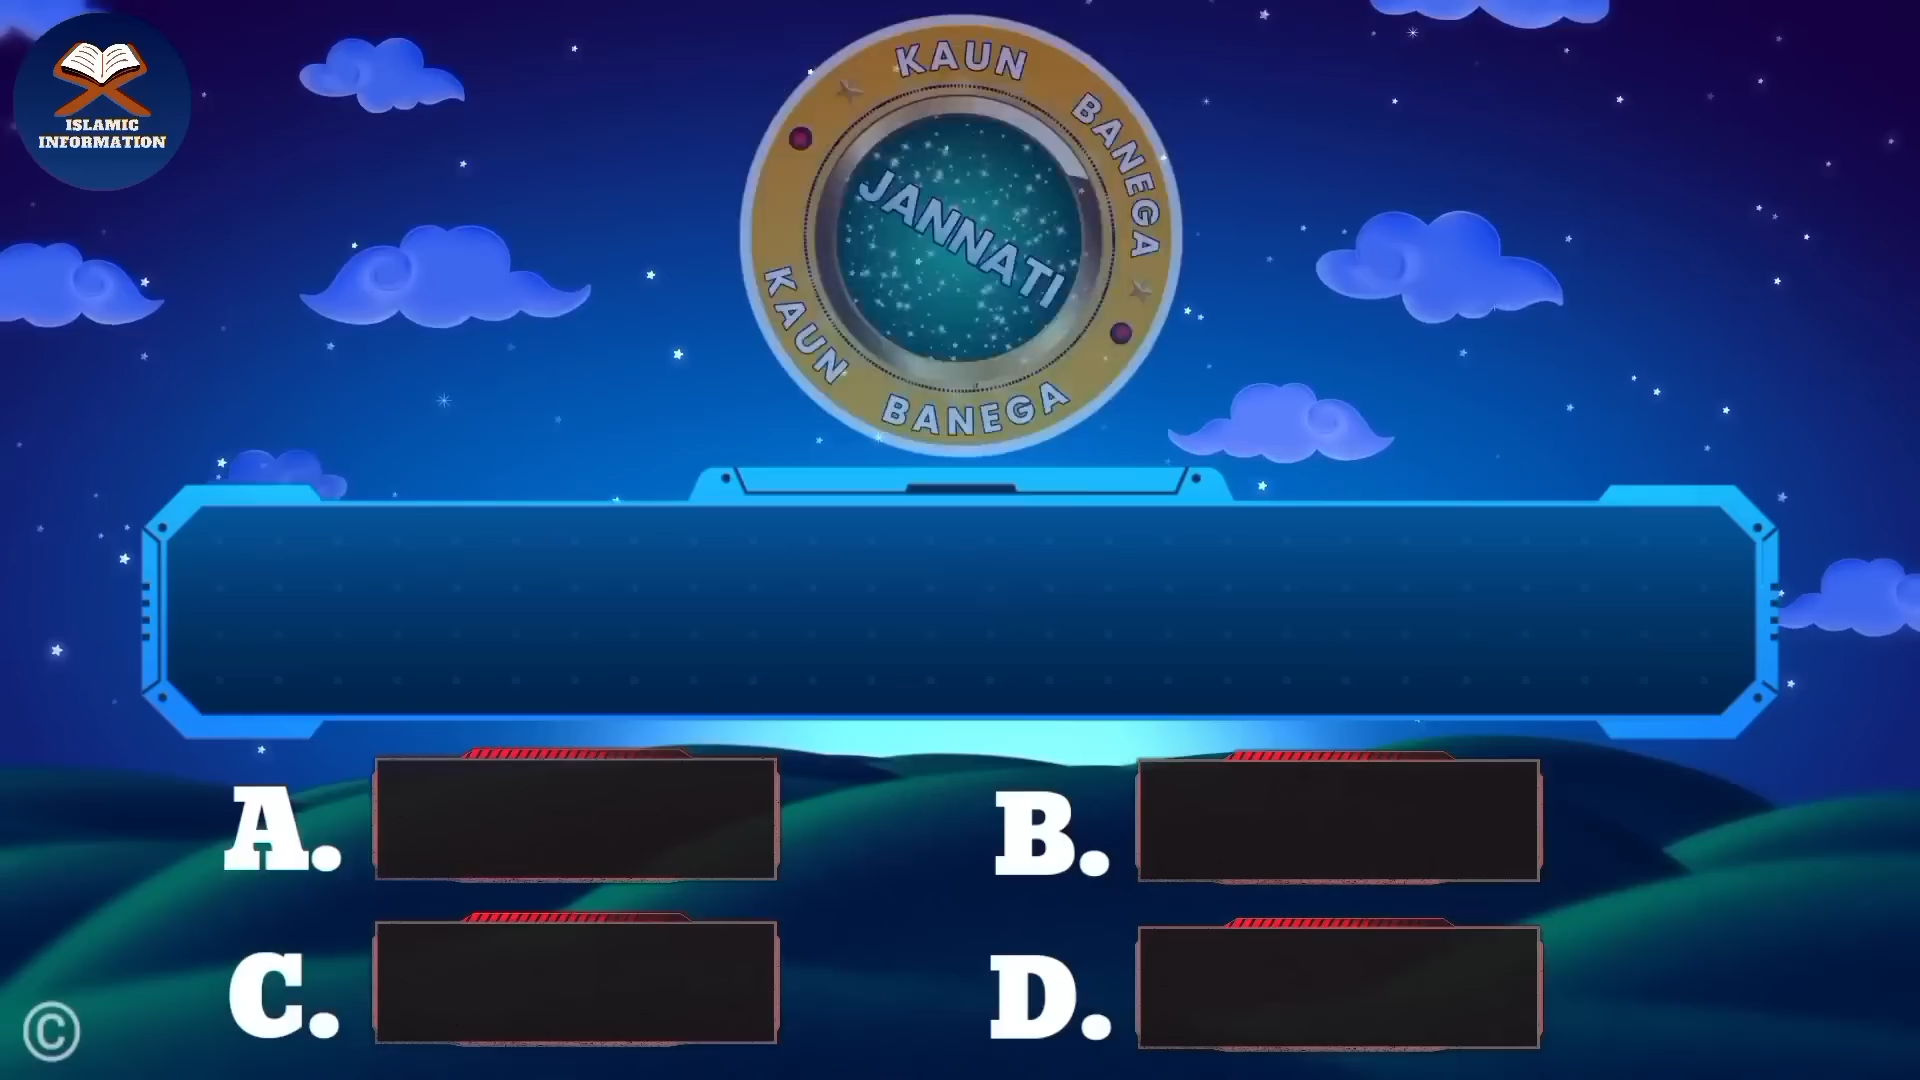 ISLAMIC
INFORMATION
KAUN
BANEGA
JANNATI
KAUN
BANEGA
A.
B.
C.
D.
©